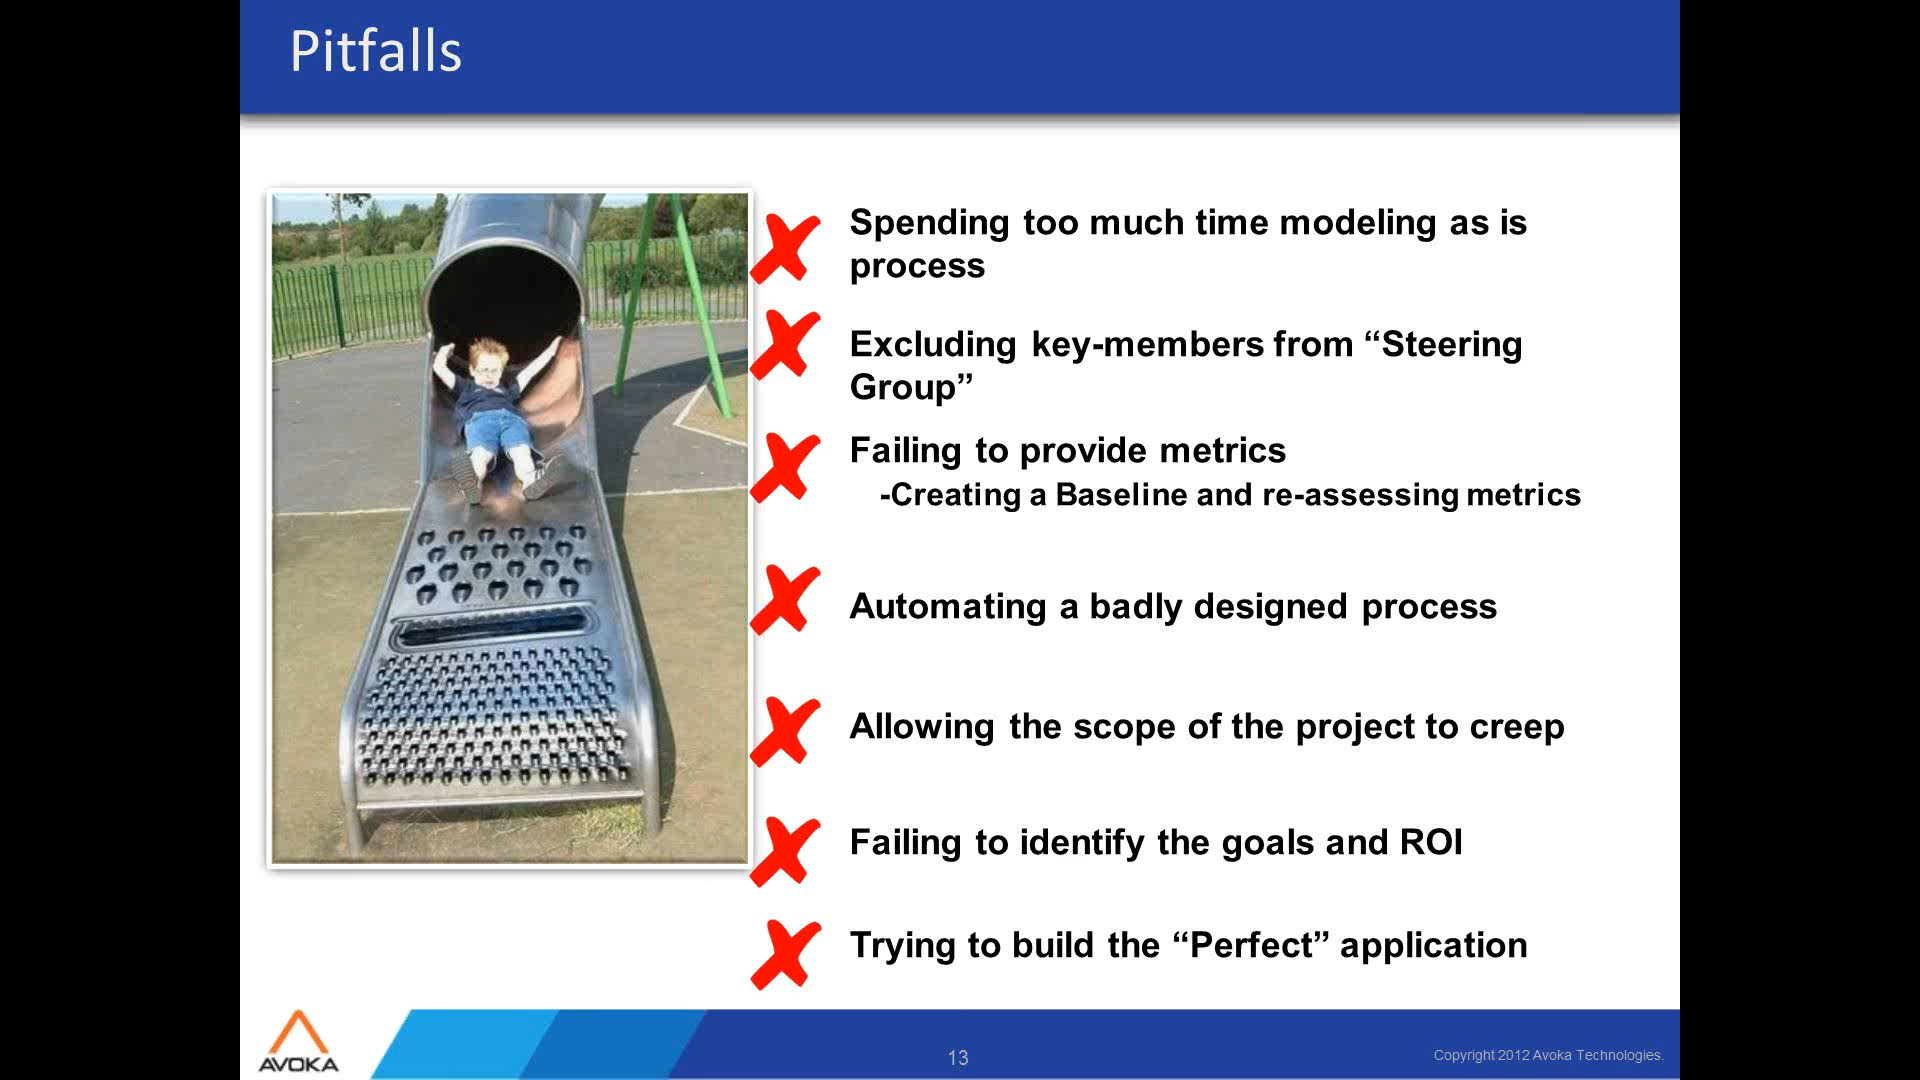 Pitfalls
Spending too much time modeling as is
process
Excluding key-members from “Steering
Group”
Failing to provide metrics
-Creating a Baseline and re-assessing metrics
Automating a badly designed process
Allowing the scope of the project to creep
Failing to identify the goals and ROI
Trying to build the “Perfect” application
AVOKA
13
Copyright 2012 Avoka Technologies.